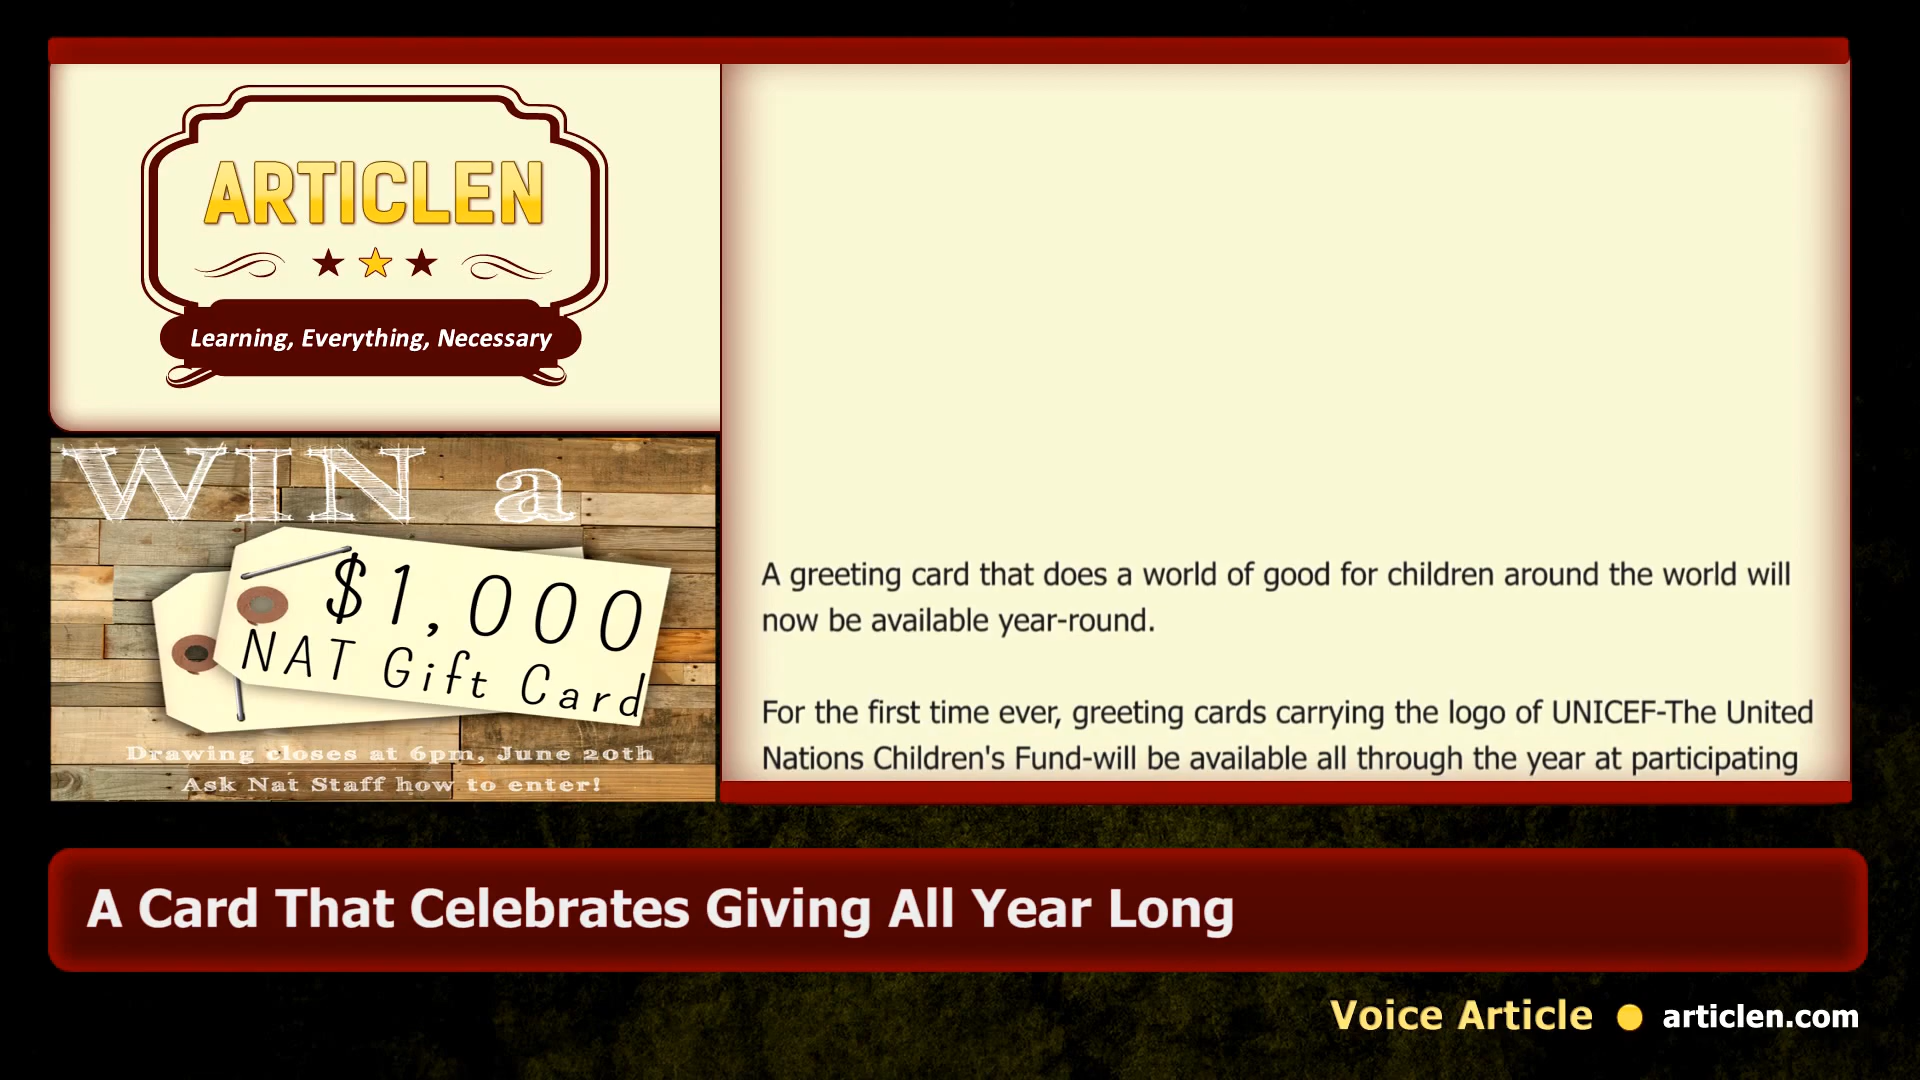 ARTICLEN
Learning, Everything, Necessary
WIN a
$1,000
NAT Gift Card
Drawing closes at 6pm, June 20th
Ask Nat Staff how to enter!
A greeting card that does a world of good for children around the world will
now be available year-round.
For the first time ever, greeting cards carrying the logo of UNICEF-The United
Nations Children's Fund-will be available all through the year at participating
A Card That Celebrates Giving All Year Long
Voice Article
articlen.com